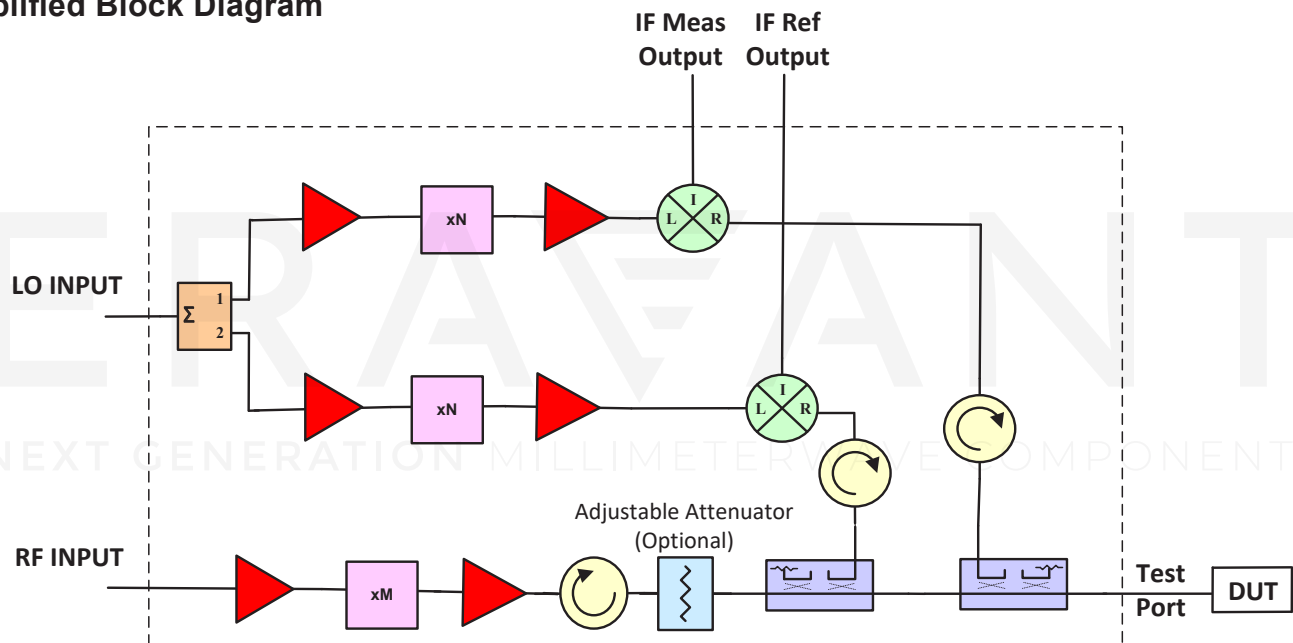 plified Block Diagram
IF Meas
Output
IF Ref
Output
LO INPUT
Σ
1
2
xN
L
I
R
xN
L
I
R
ERAVANT
NEXT GENERATION MILLIMETERWAVE COMPONENT
Adjustable Attenuator
(Optional)
RF INPUT
xM
Test
Port
DUT